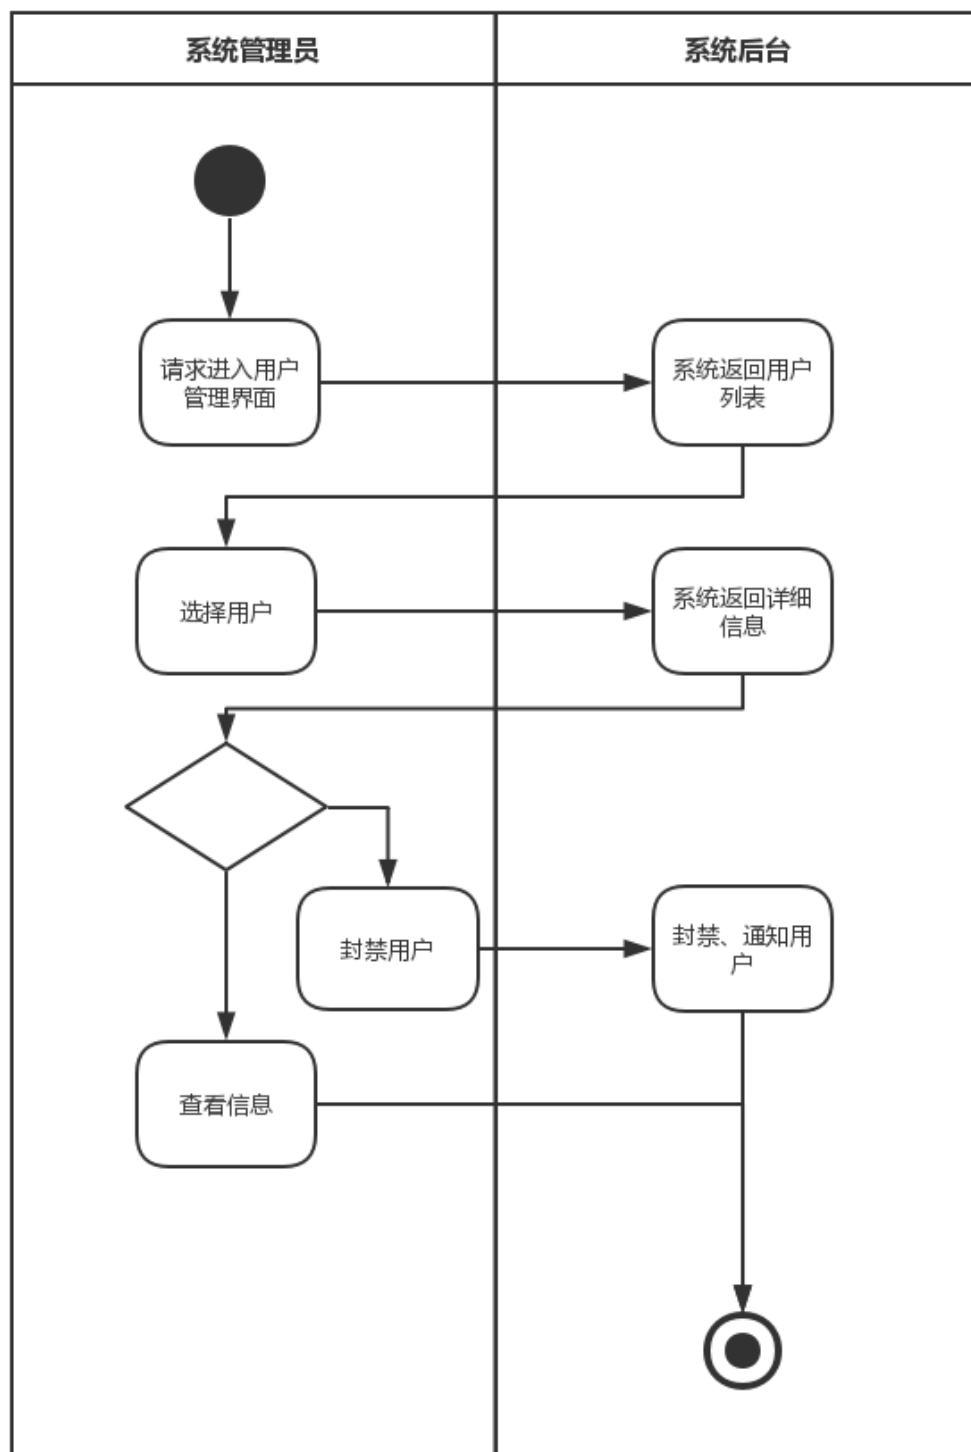 系统管理员
系统后台
请求进入用户
管理界面
系统返回用户
列表
选择用户
系统返回详细
信息
封禁用户
封禁、通知用
户
查看信息